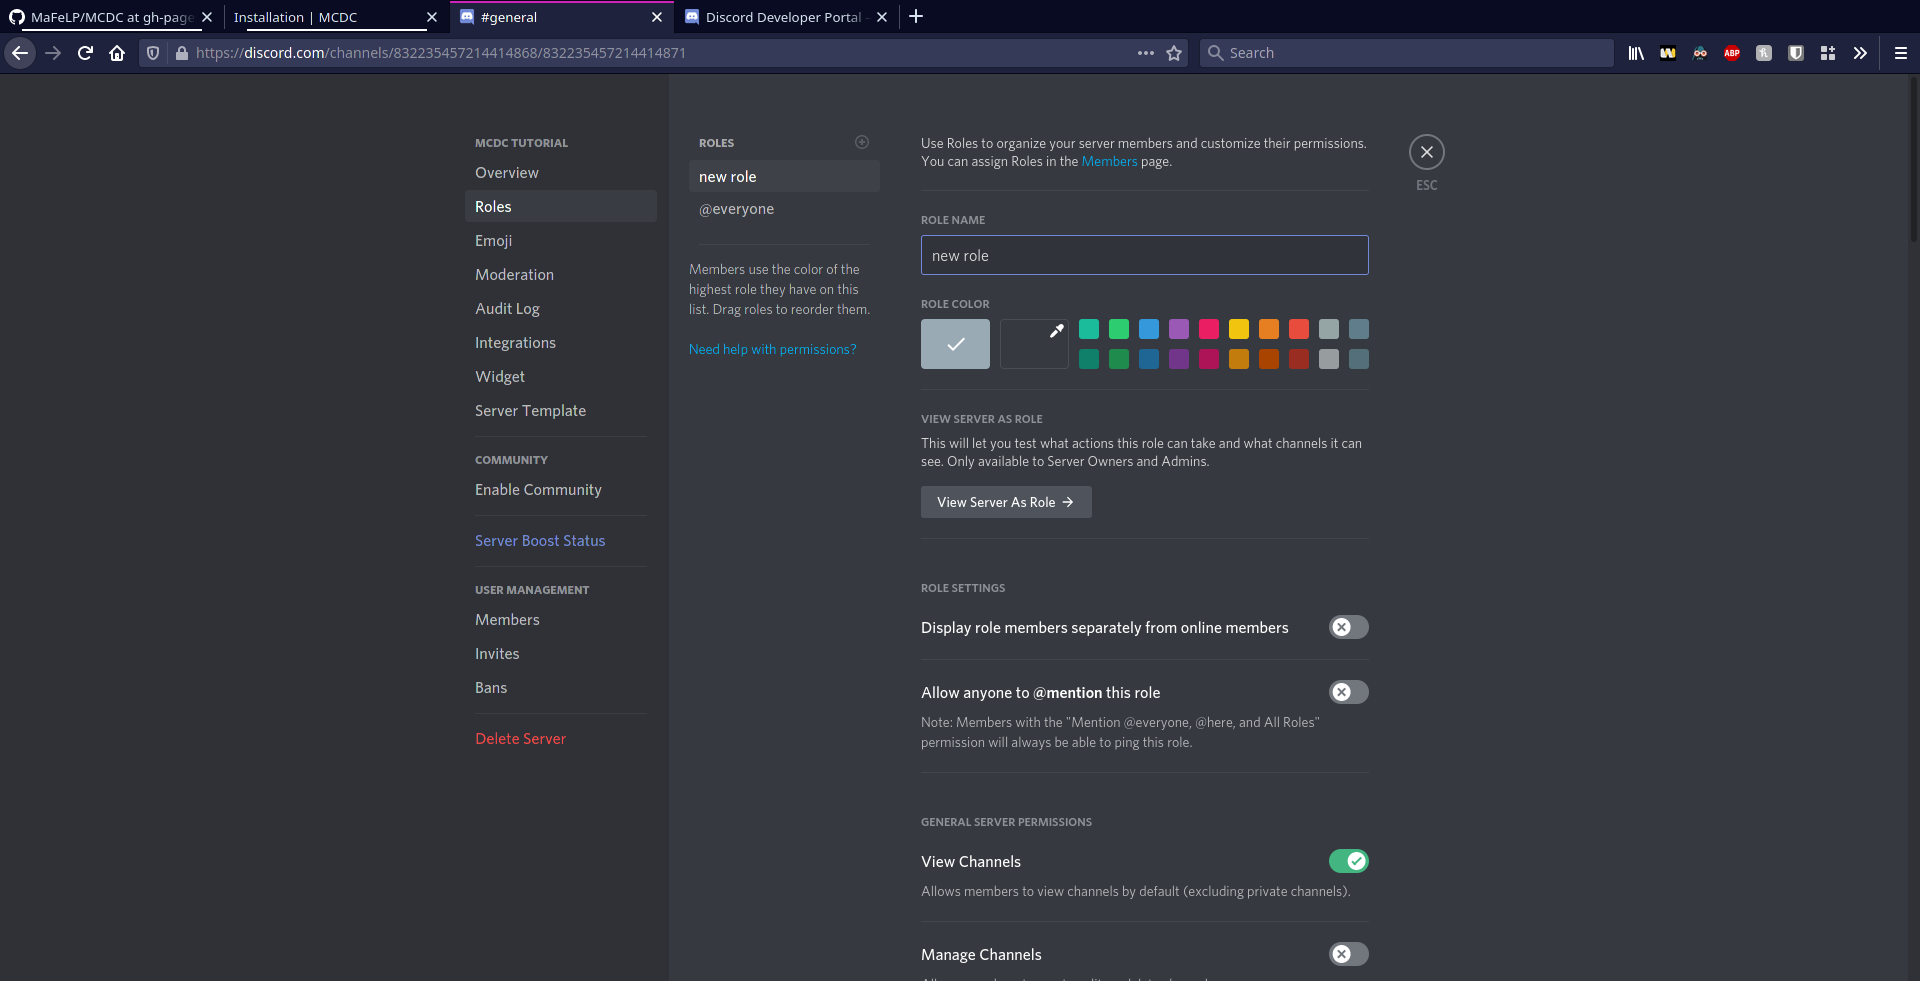 MaFeLP/MCDC at gh-page
Installation | MCDC
#general
Discord Developer Portal -
https://discord.com/channels/832235457214414868/832235457214414871
Search
ABP
MCDC TUTORIAL
Overview
Roles
Emoji
Moderation
Audit Log
Integrations
Widget
Server Template
COMMUNITY
Enable Community
Server Boost Status
USER MANAGEMENT
Members
Invites
Bans
Delete Server
ROLES
new role
@everyone
Members use the color of the
highest role they have on this
list. Drag roles to reorder them.
Need help with permissions?
Use Roles to organize your server members and customize their permissions.
You can assign Roles in the Members page.
ROLE NAME
new role
ROLE COLOR
VIEW SERVER AS ROLE
This will let you test what actions this role can take and what channels it can
see. Only available to Server Owners and Admins.
View Server As Role →
ROLE SETTINGS
Display role members separately from online members
Allow anyone to @mention this role
Note: Members with the "Mention @everyone, @here, and All Roles"
permission will always be able to ping this role.
GENERAL SERVER PERMISSIONS
View Channels
Allows members to view channels by default (excluding private channels).
Manage Channels
ESC